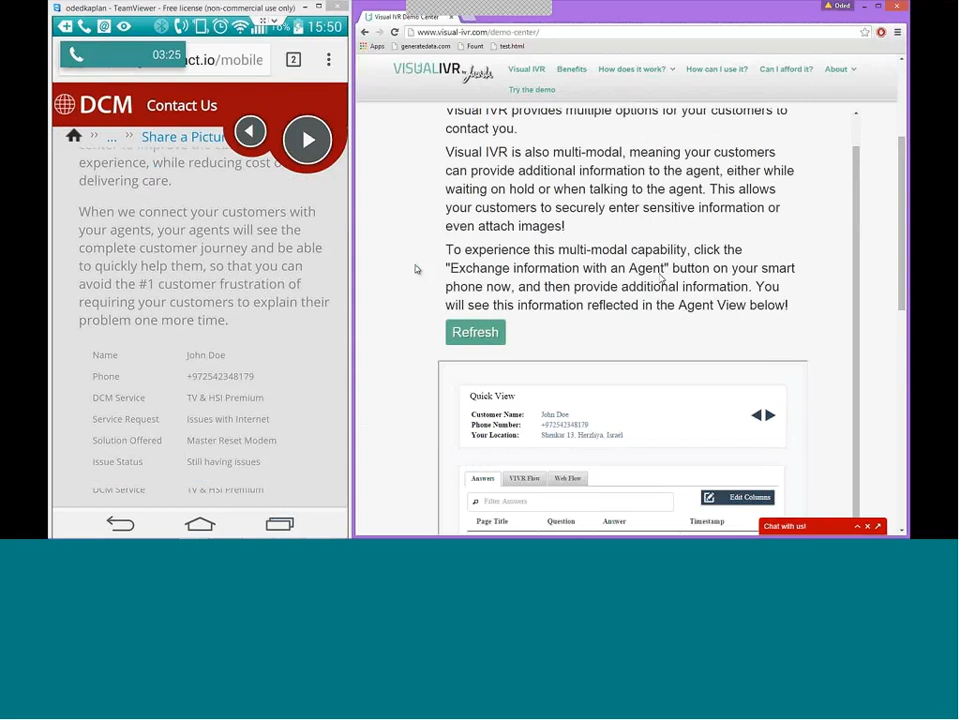 odedkaplan - TeamViewer - Free license (non-commercial use only)
16% 15:50
03:25
act.io/mobile
2
DCM Contact Us
... Share a Pictu
experience, while reducing cost o
delivering care.
When we connect your customers with
your agents, your agents will see the
complete customer journey and be able
to quickly help them, so that you can
avoid the #1 customer frustration of
requiring your customers to explain their
problem one more time.
Name John Doe
Phone +972542348179
DCM Service TV & HSI Premium
Service Request Issues with Internet
Solution Offered Master Reset Modem
Issue Status Still having issues
DCM Service TV & HSI Premium
Visual IVR Demo Center
Oded
www.visual-ivr.com/demo-center/
Apps generatedata.com Fount test.html
VISUALIVR
Visual IVR Benefits How does it work? How can I use it? Can I afford it? About
Try the demo
Visual IVR provides multiple options for your customers to
contact you.
Visual IVR is also multi-modal, meaning your customers
can provide additional information to the agent, either while
waiting on hold or when talking to the agent. This allows
your customers to securely enter sensitive information or
even attach images!
To experience this multi-modal capability, click the
"Exchange information with an Agent" button on your smart
phone now, and then provide additional information. You
will see this information reflected in the Agent View below!
Refresh
Quick View
Customer Name: John Doe
Phone Number: +972542348179
Your Location: Shenkar 13, Herzliya, Israel
Answers VIVR Flow Web Flow
Filter Answers
Edit Columns
Page Title Question Answer Timestamp
Chat with us!